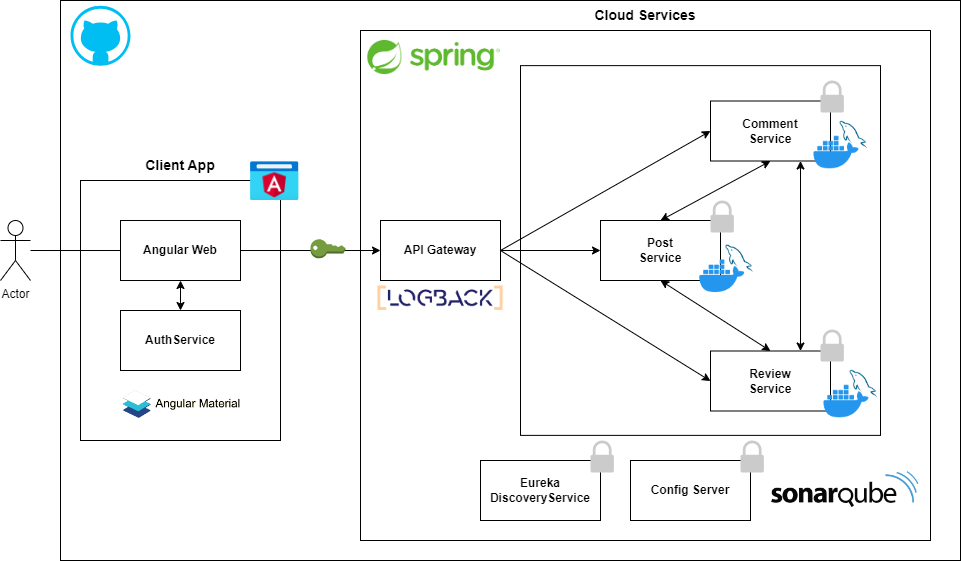 Cloud Services
spring
Client App
A
Comment
Service
Angular Web
API Gateway
Post
Service
Actor
[LOGBACK]
AuthService
Review
Service
Angular Material
Eureka
DiscoveryService
Config Server
sonarqube